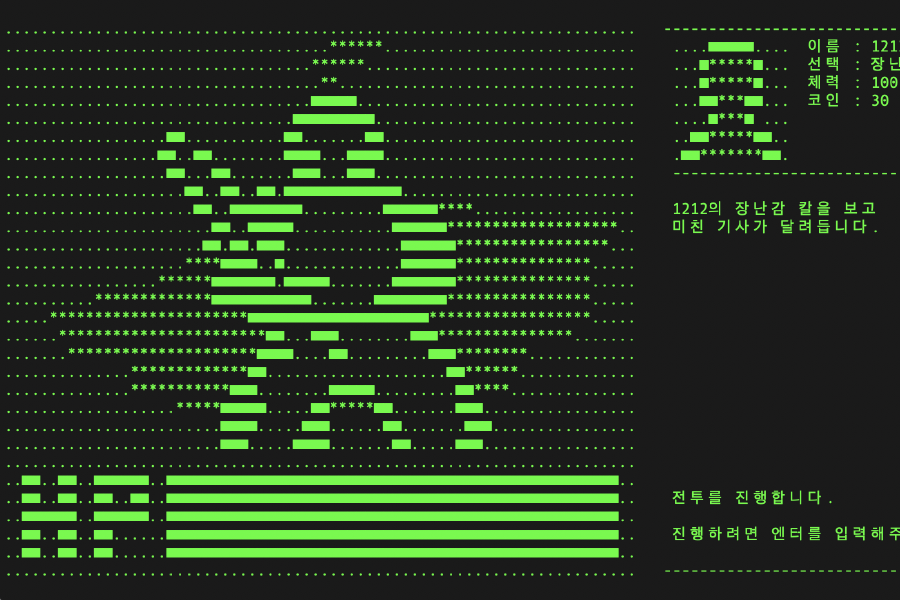 이름 : 121
선택 : 장난
체력 : 100
코인 : 30
1212의 장난감 칼을 보고
미친 기사가 달려듭니다.
HP
전투를 진행합니다.
진행하려면 엔터를 입력해주